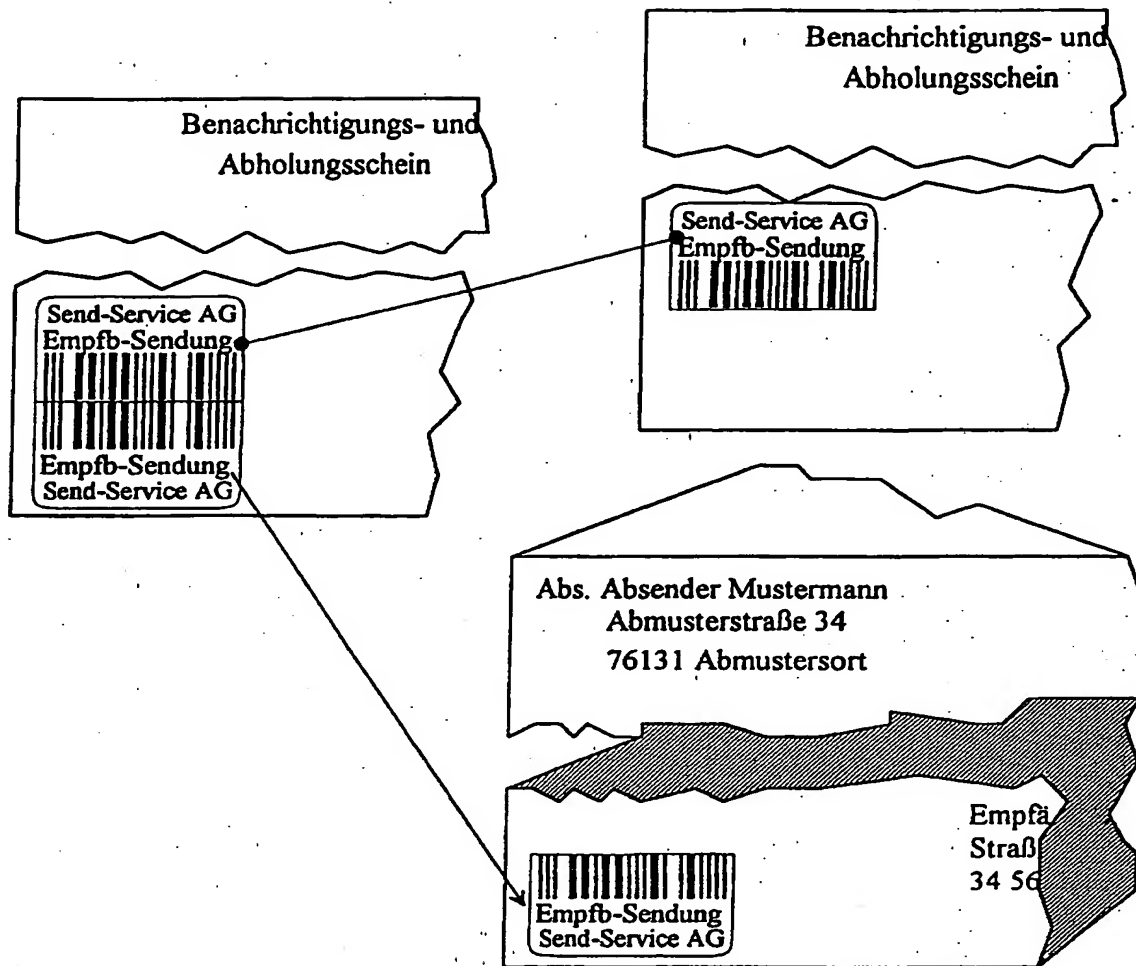 Benachrichtigungs- und
Abholungsschein
Send-Service AG
Empfb-Sendung
Empfb-Sendung
Send-Service AG
Benachrichtigungs- und
Abholungsschein
Send-Service AG
Empfb-Sendung
Abs. Absender Mustermann
Abmusterstraße 34
76131 Abmustersort
Empfä
Straß
34 56
Empfb-Sendung
Send-Service AG